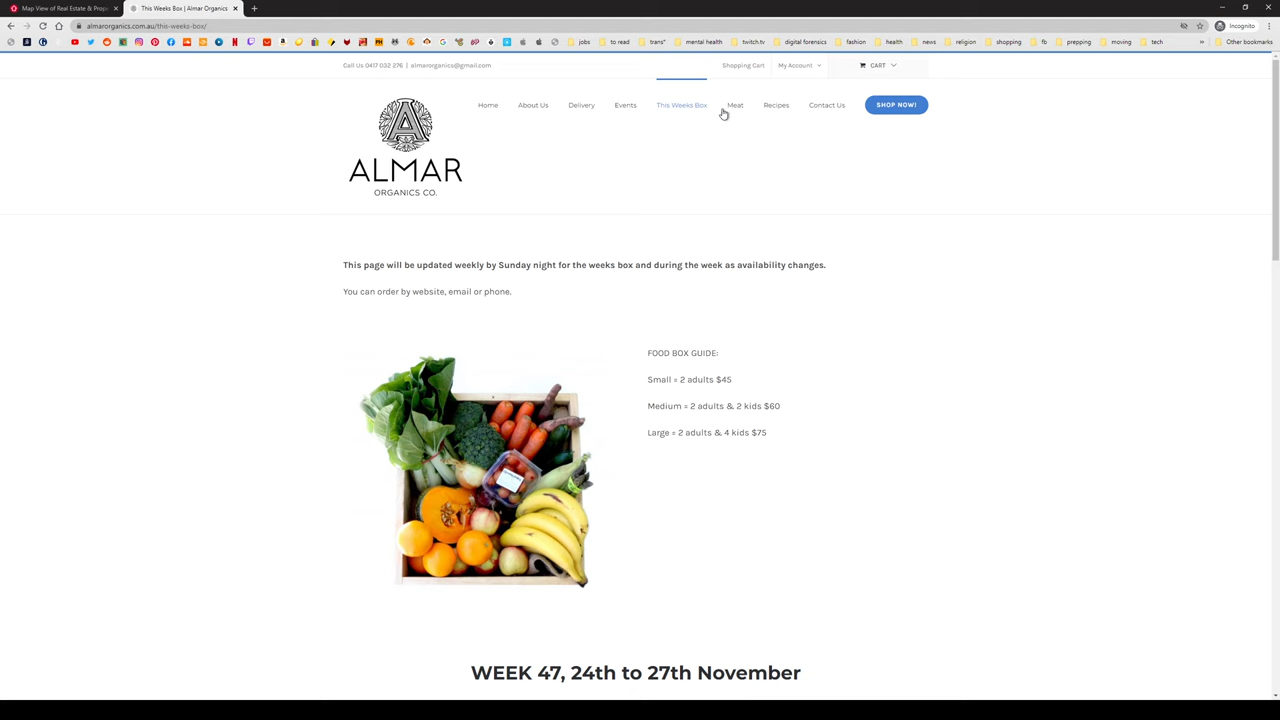 Map View of Real Estate & Prope
This Weeks Box | Almar Organics
almarorganics.com.au/this-weeks-box/
Incognito
jobs
to read
trans*
mental health
twitch.tv
digital forensics
fashion
health
news
religion
shopping
fb
prepping
moving
tech
»
Other bookmarks
Call Us 0417 032 276 | almarorganics@gmail.com
Shopping Cart
My Account
CART
Home
About Us
Delivery
Events
This Weeks Box
Meat
Recipes
Contact Us
SHOP NOW!
A
ALMAR
ORGANICS CO.
This page will be updated weekly by Sunday night for the weeks box and during the week as availability changes.
You can order by website, email or phone.
FOOD BOX GUIDE:
Small = 2 adults $45
Medium = 2 adults & 2 kids $60
Large = 2 adults & 4 kids $75
WEEK 47, 24th to 27th November